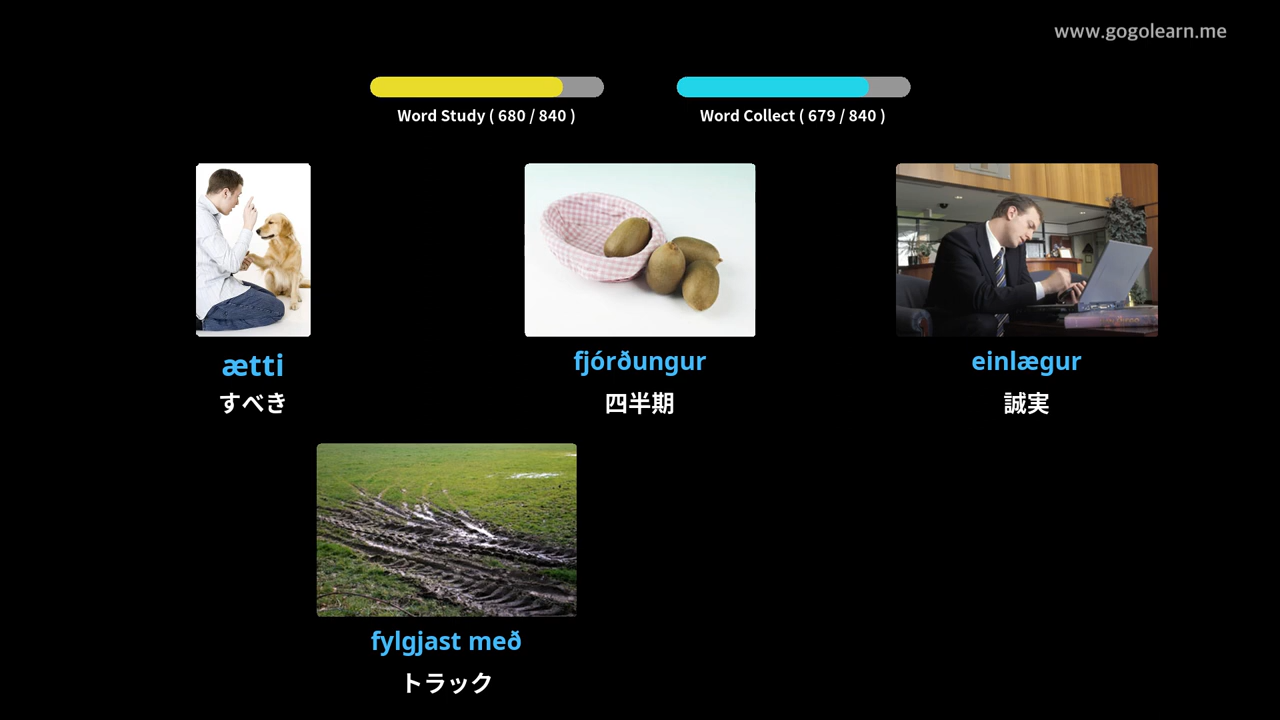 www.gogolearn.me
Word Study ( 680 / 840 )
Word Collect ( 679 / 840 )
ætti
すべき
fjórðungur
四半期
einlægur
誠実
fylgjast með
トラック